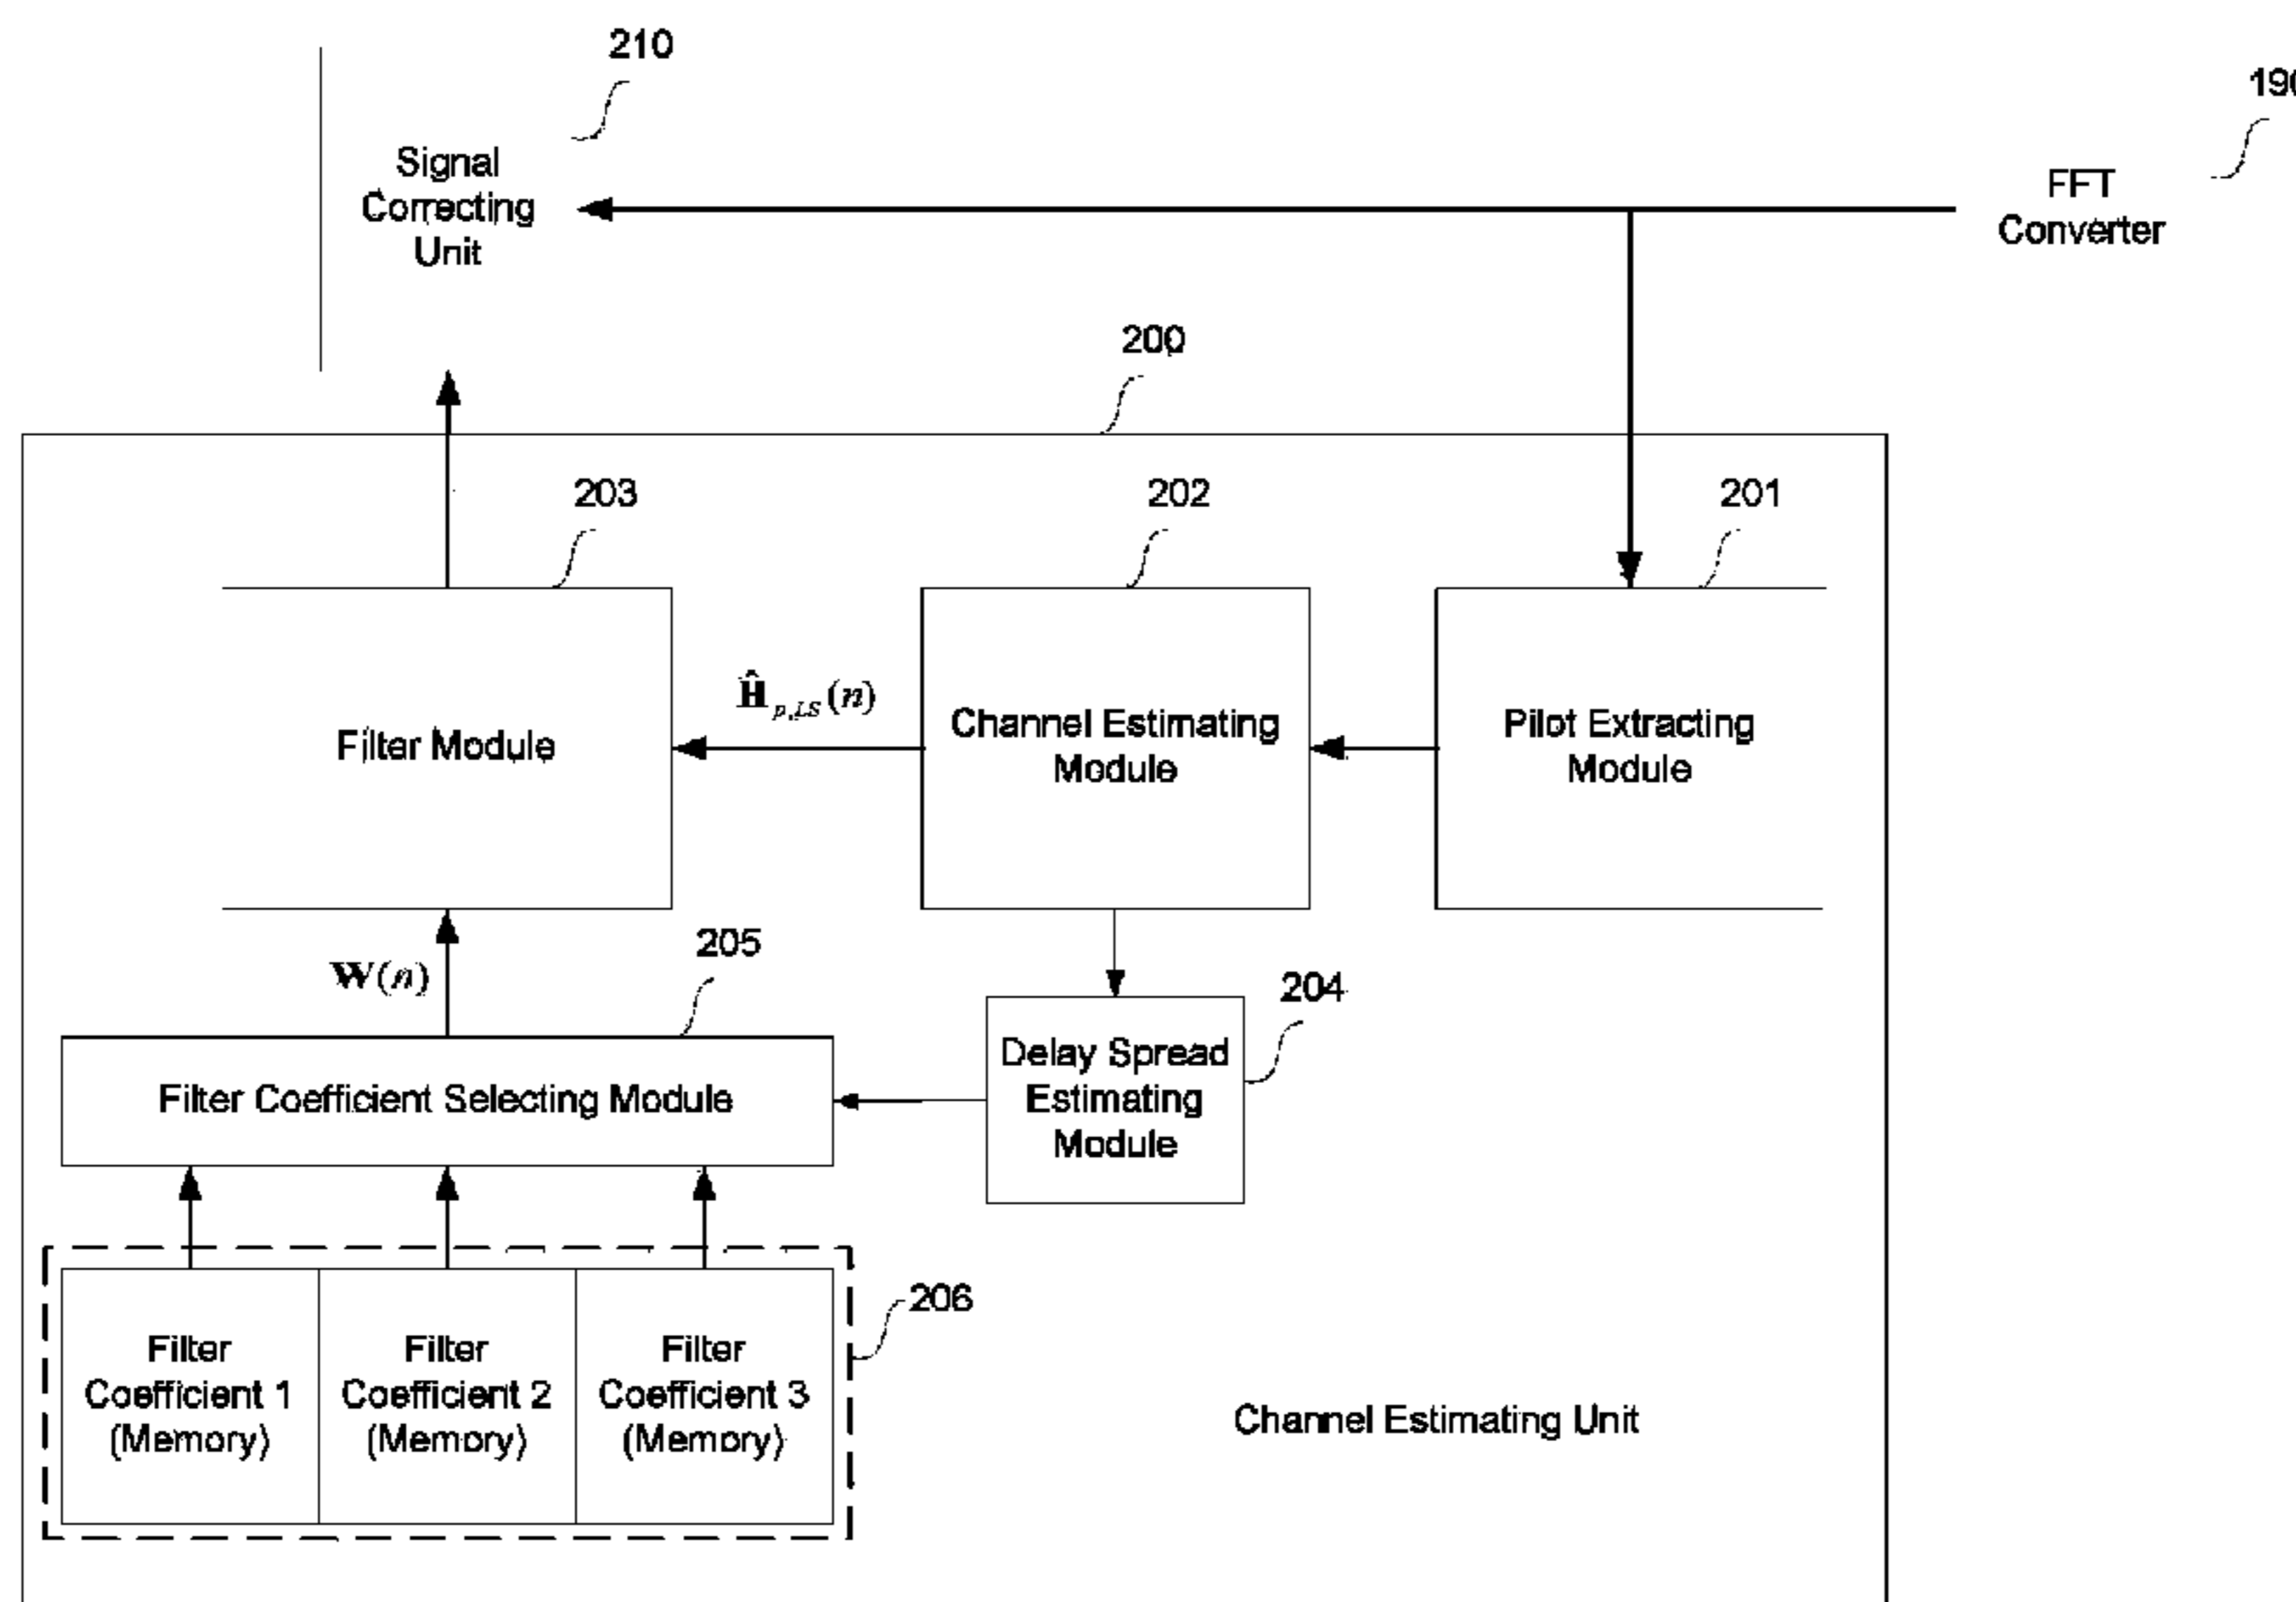 210
190
Signal
Correcting
Unit
FFT
Converter
200
203
202
201
Filter Module
Ĥp,LS(n)
Channel Estimating
Module
Pilot Extracting
Module
W(n)
205
204
Filter Coefficient Selecting Module
Delay Spread
Estimating
Module
206
Filter
Coefficient 1
(Memory)
Filter
Coefficient 2
(Memory)
Filter
Coefficient 3
(Memory)
Channel Estimating Unit